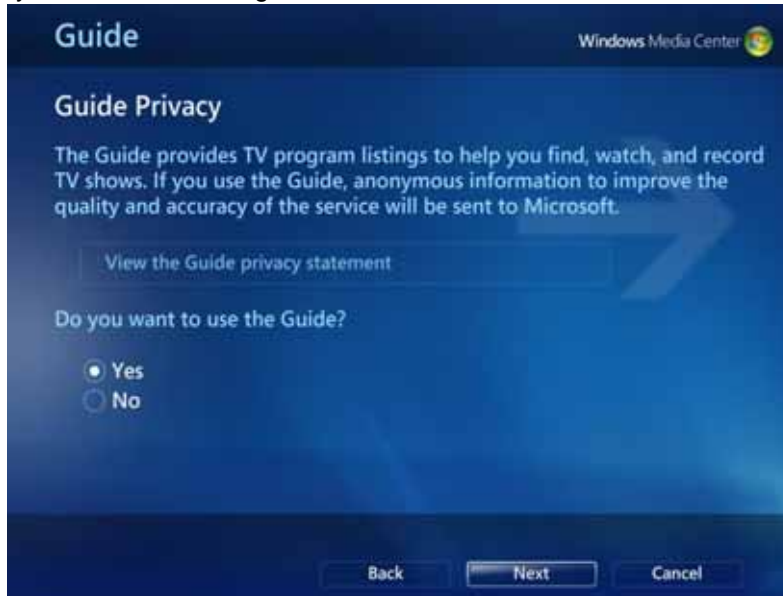 Guide
Windows Media Center
Guide Privacy
The Guide provides TV program listings to help you find, watch, and record
TV shows. If you use the Guide, anonymous information to improve the
quality and accuracy of the service will be sent to Microsoft.
View the Guide privacy statement
Do you want to use the Guide?
Yes
No
Back Next Cancel